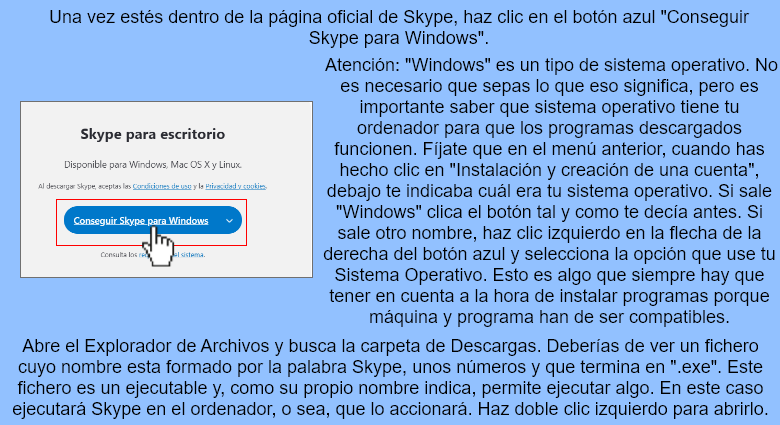 Una vez estés dentro de la página oficial de Skype, haz clic en el botón azul "Conseguir
Skype para Windows".
Atención: "Windows" es un tipo de sistema operativo. No
es necesario que sepas lo que eso significa, pero es
importante saber que sistema operativo tiene tu
ordenador para que los programas descargados
funcionen. Fíjate que en el menú anterior, cuando has
hecho clic en "Instalación y creación de una cuenta",
debajo te indicaba cuál era tu sistema operativo. Si sale
"Windows" clica el botón tal y como te decía antes. Si
sale otro nombre, haz clic izquierdo en la flecha de la
derecha del botón azul y selecciona la opción que use tu
Sistema Operativo. Esto es algo que siempre hay que
tener en cuenta a la hora de instalar programas porque
máquina y programa han de ser compatibles.
Skype para escritorio
Disponible para Windows, Mac OS X y Linux.
Al descargar Skype, aceptas las Condiciones de uso y la Privacidad y cookies.
Conseguir Skype para Windows
Consulta los el sistema.
Abre el Explorador de Archivos y busca la carpeta de Descargas. Deberías de ver un fichero
cuyo nombre esta formado por la palabra Skype, unos números y que termina en ".exe". Este
fichero es un ejecutable y, como su propio nombre indica, permite ejecutar algo. En este caso
ejecutará Skype en el ordenador, o sea, que lo accionará. Haz doble clic izquierdo para abrirlo.